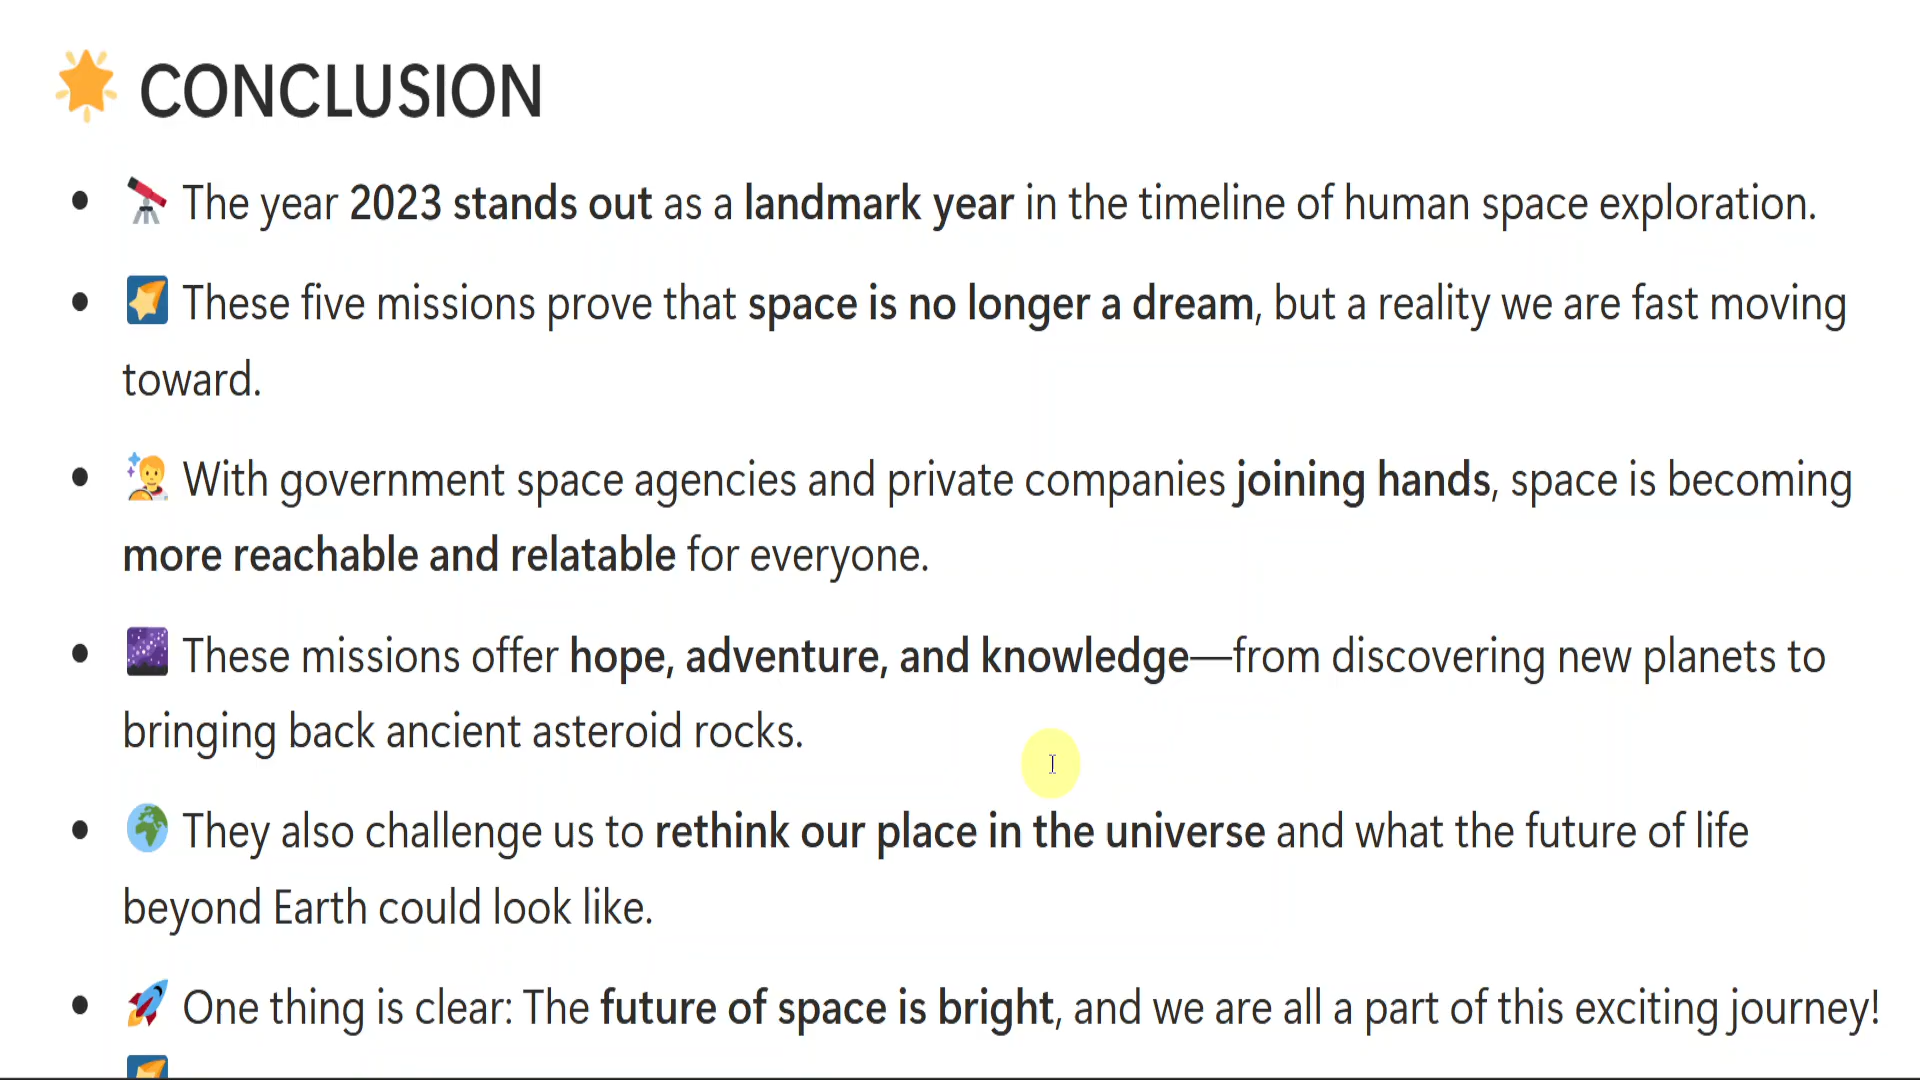 CONCLUSION
The year 2023 stands out as a landmark year in the timeline of human space exploration.
These five missions prove that space is no longer a dream, but a reality we are fast moving
toward.
With government space agencies and private companies joining hands, space is becoming
more reachable and relatable for everyone.
These missions offer hope, adventure, and knowledge—from discovering new planets to
bringing back ancient asteroid rocks.
They also challenge us to rethink our place in the universe and what the future of life
beyond Earth could look like.
One thing is clear: The future of space is bright, and we are all a part of this exciting journey!